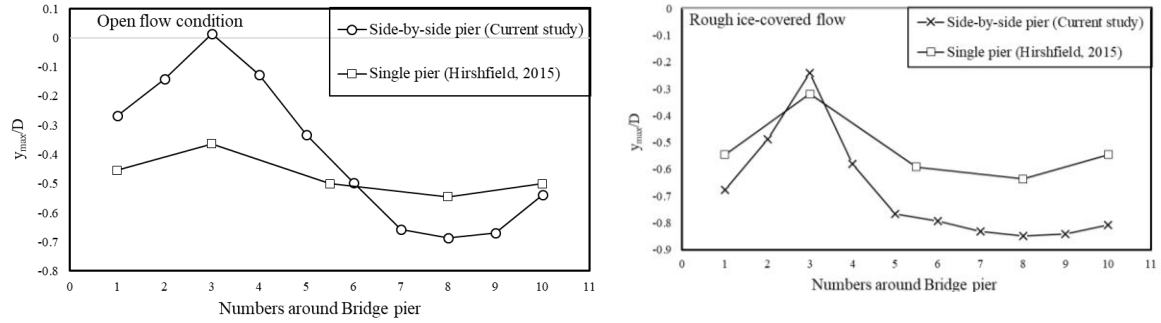 Open flow condition
Side-by-side pier (Current study)
Single pier (Hirshfield, 2015)
0.1
0
-0.1
-0.2
-0.3
-0.4
-0.5
-0.6
-0.7
-0.8
ymax/D
0 1 2 3 4 5 6 7 8 9 10 11
Numbers around Bridge pier
Rough ice-covered flow
Side-by-side pier (Current study)
Single pier (Hirshfield, 2015)
0
-0.1
-0.2
-0.3
-0.4
-0.5
-0.6
-0.7
-0.8
-0.9
ymax/D
0 1 2 3 4 5 6 7 8 9 10 11
Numbers around Bridge pier